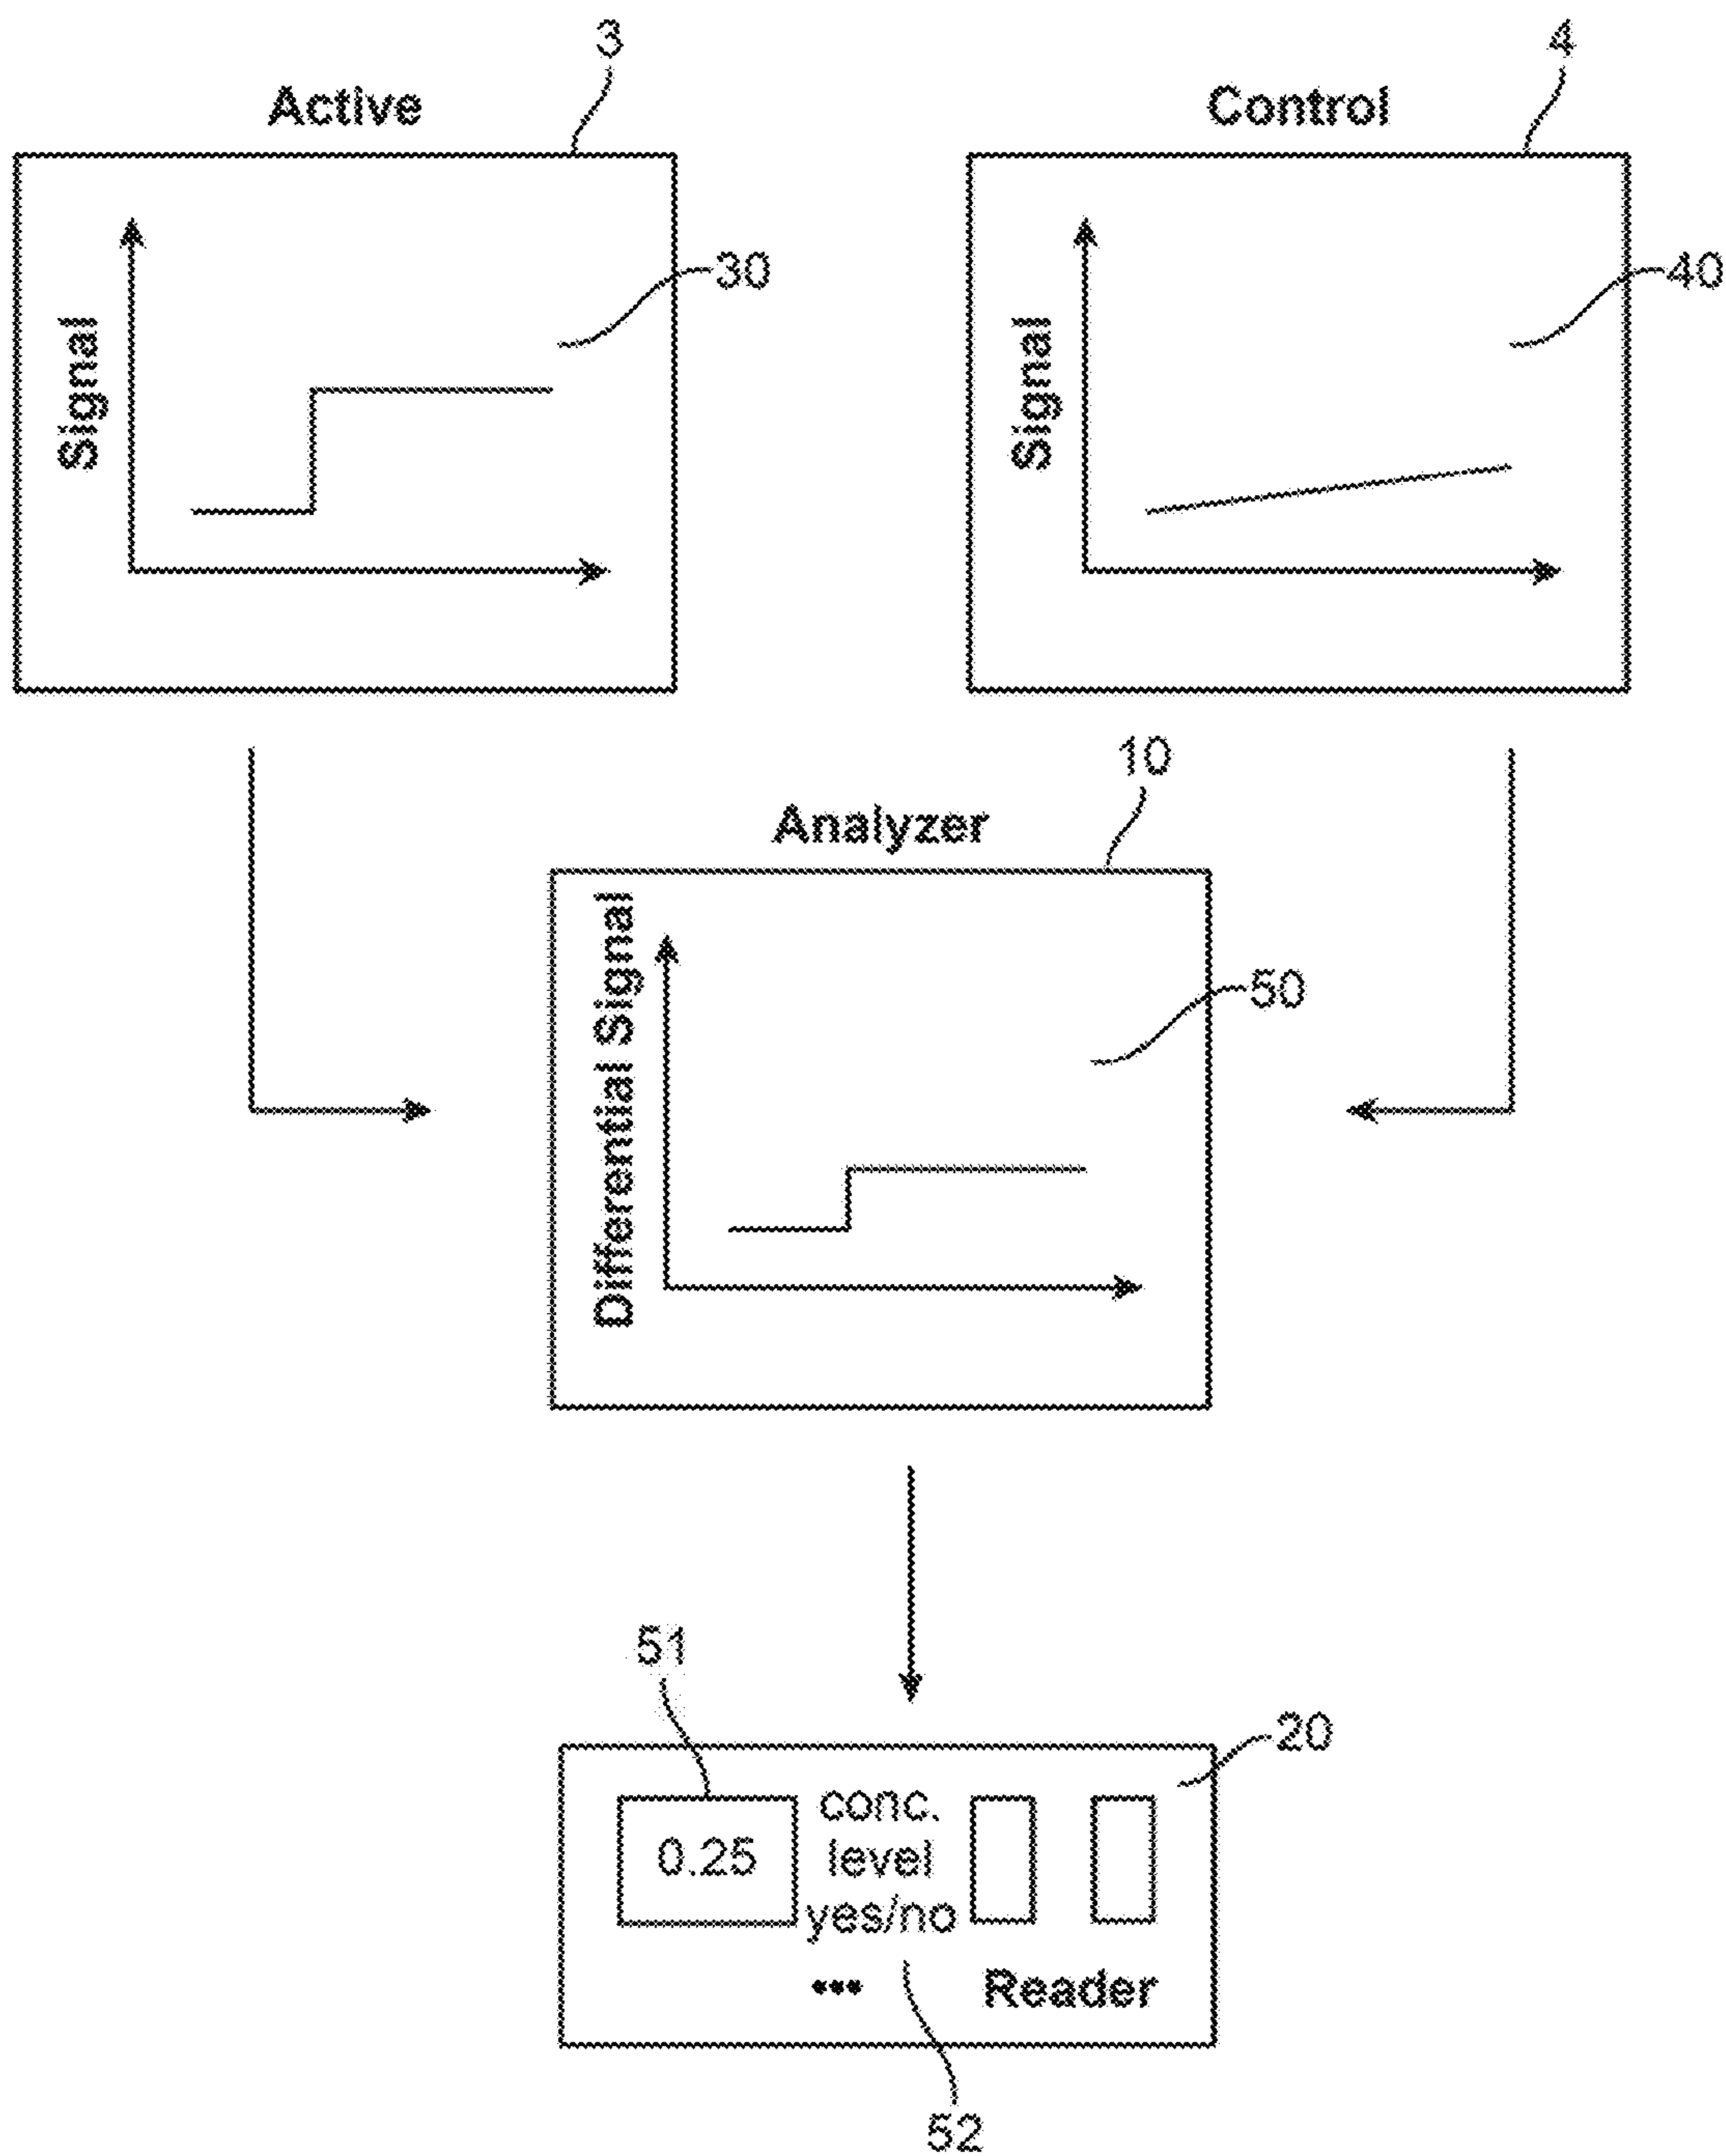 3
4
Active
Control
Signal
30
Signal
40
10
Analyzer
Differential Signal
50
51
20
0.25
conc.
level
yes/no
•••
Reader
52